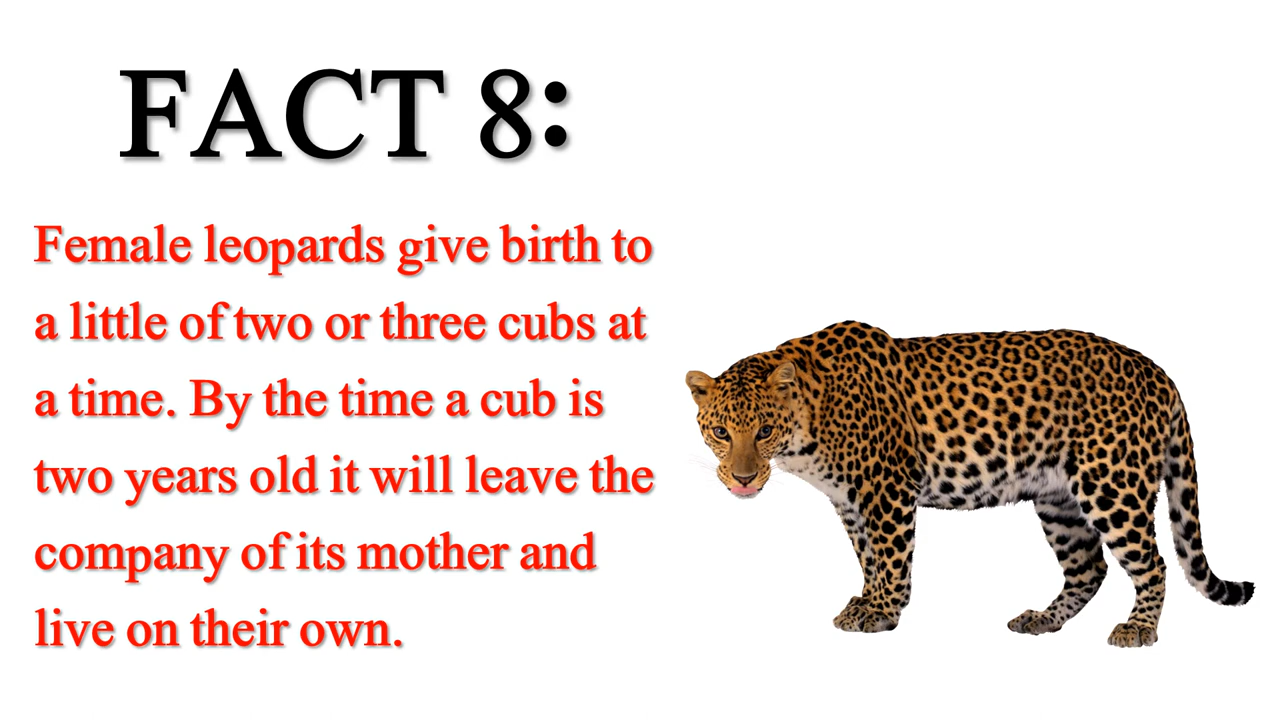 FACT 8:
Female leopards give birth to
a little of two or three cubs at
a time. By the time a cub is
two years old it will leave the
company of its mother and
live on their own.